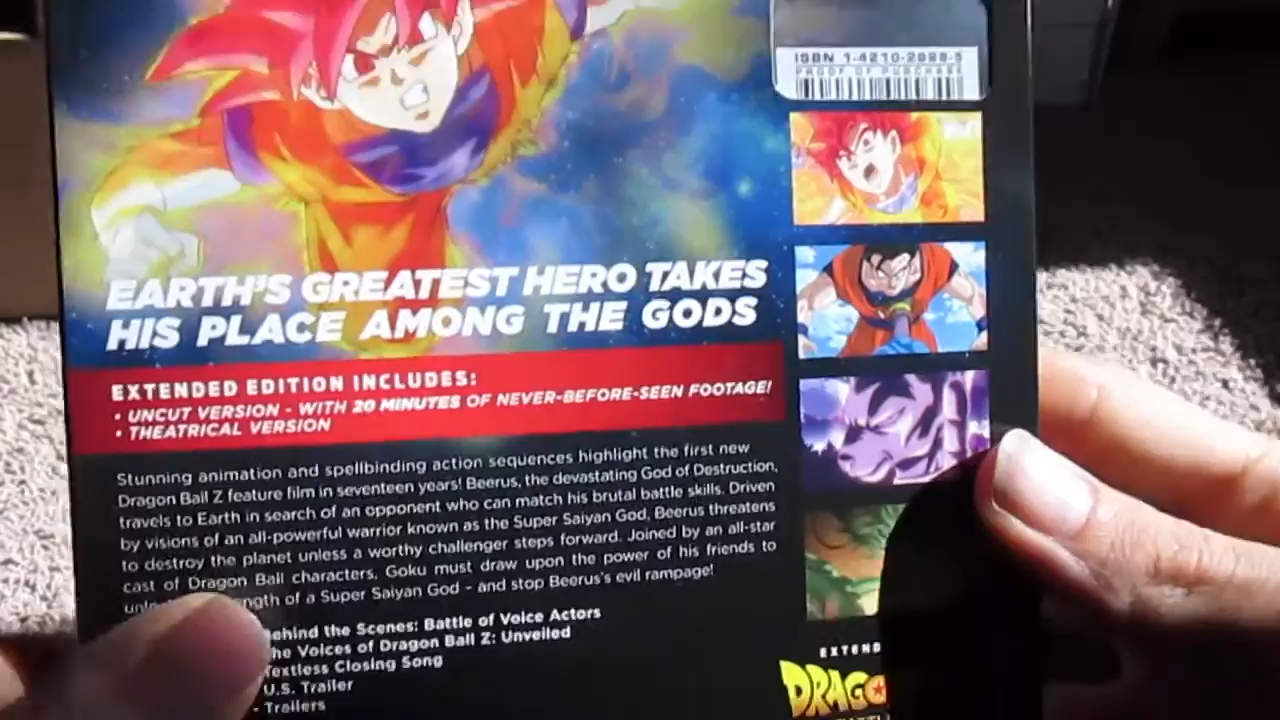 ISBN 1-4210-2898-5
PROOF OF PURCHASE
EARTH'S GREATEST HERO TAKES
HIS PLACE AMONG THE GODS
EXTENDED EDITION INCLUDES:
• UNCUT VERSION - WITH 20 MINUTES OF NEVER-BEFORE-SEEN FOOTAGE!
• THEATRICAL VERSION
Stunning animation and spellbinding action sequences highlight the first new
Dragon Ball Z feature film in seventeen years! Beerus, the devastating God of Destruction,
travels to Earth in search of an opponent who can match his brutal battle skills. Driven
by visions of an all-powerful warrior known as the Super Saiyan God, Beerus threatens
to destroy the planet unless a worthy challenger steps forward. Joined by an all-star
cast of Dragon Ball characters, Goku must draw upon the power of his friends to
of a Super Saiyan God - and stop Beerus's evil rampage!
Behind the Scenes: Battle of Voice Actors
The Voices of Dragon Ball Z: Unveiled
Textless Closing Song
U.S. Trailer
- Trailers